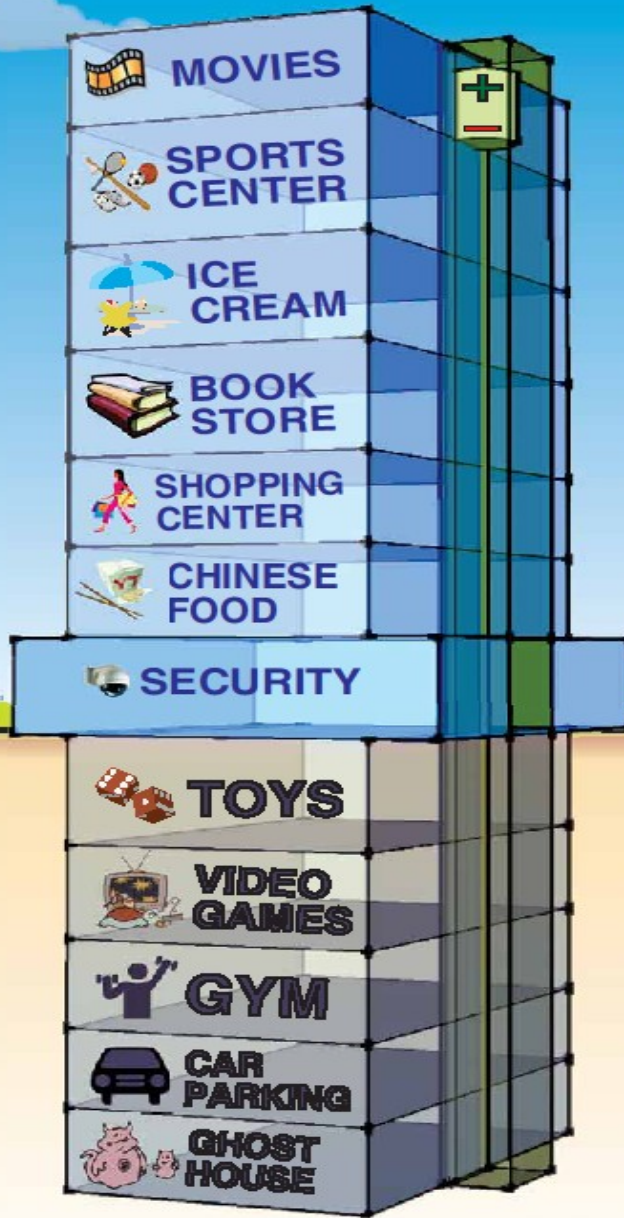 +
−
MOVIES
SPORTS
CENTER
ICE
CREAM
BOOK
STORE
SHOPPING
CENTER
CHINESE
FOOD
SECURITY
TOYS
VIDEO
GAMES
GYM
CAR
PARKING
GHOST
HOUSE